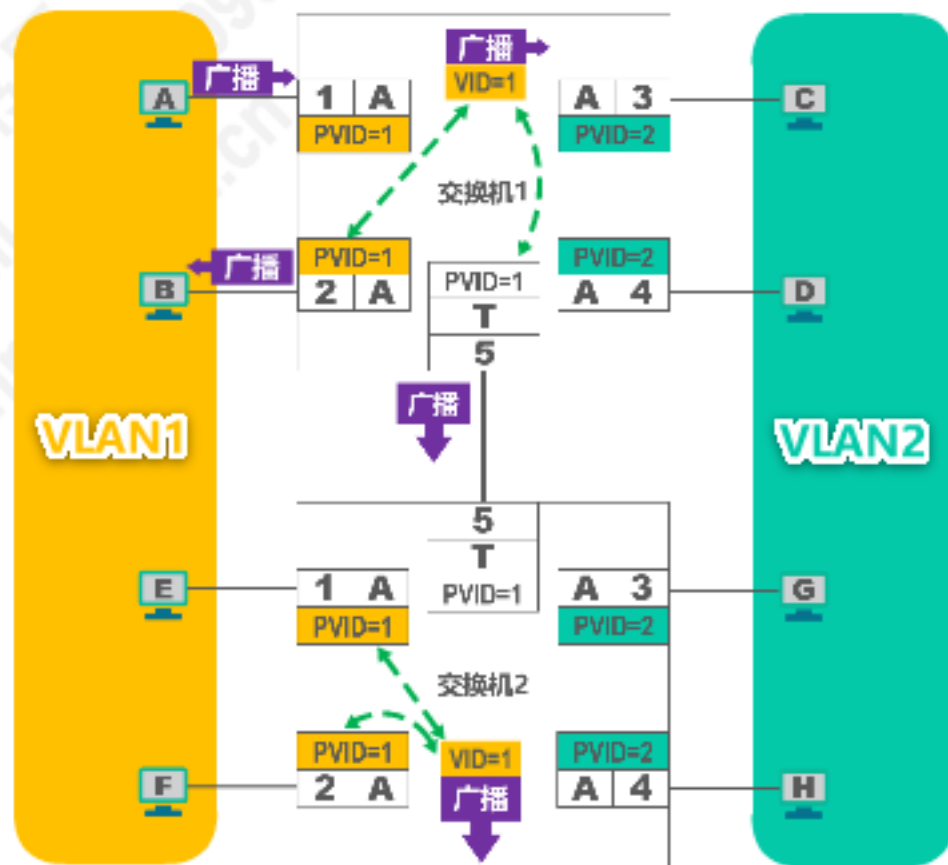 广播
VID=1
A
广播
1 A
PVID=1
A 3
PVID=2
C
交换机1
B
广播
PVID=1
2 A
PVID=1
T
5
PVID=2
A 4
D
广播
VLAN1
VLAN2
5
T
PVID=1
E
1 A
PVID=1
A 3
PVID=2
G
交换机2
F
PVID=1
2 A
VID=1
广播
PVID=2
A 4
H